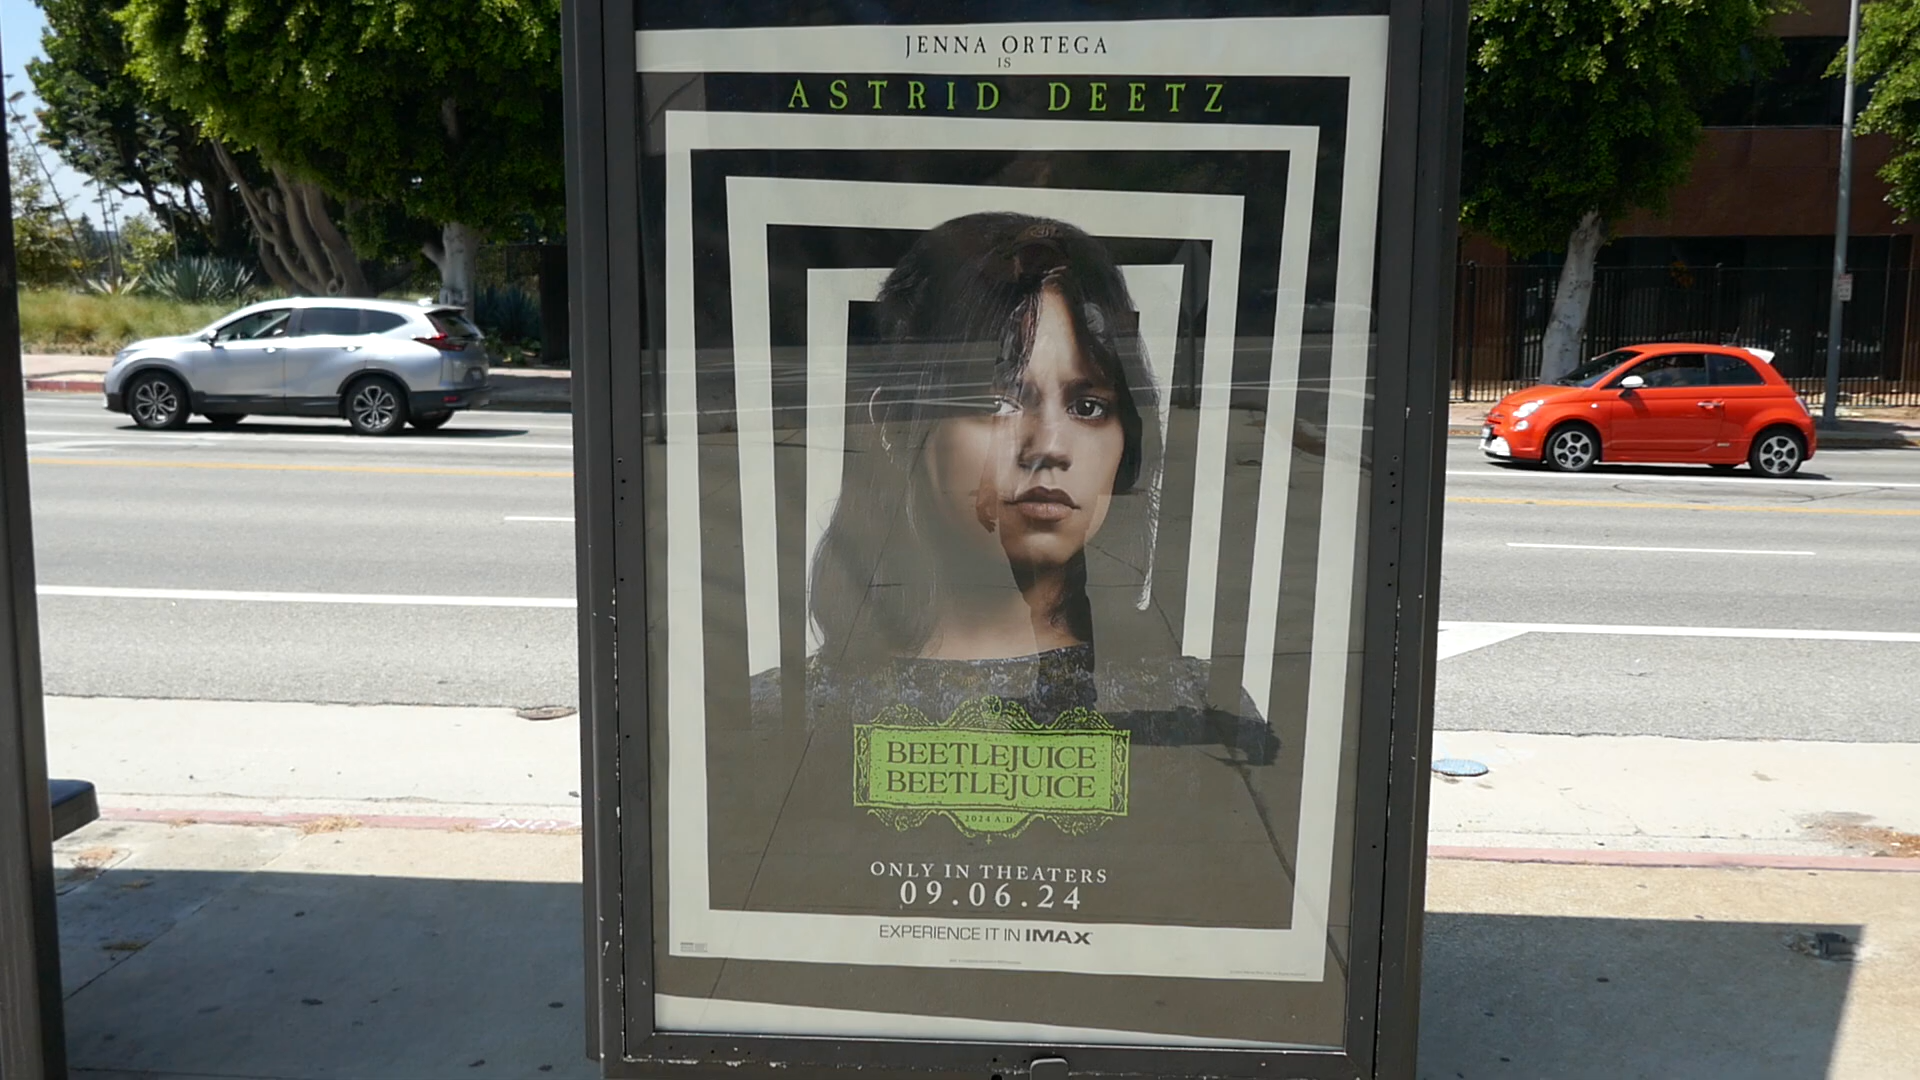 JENNA ORTEGA
IS
ASTRID DEETZ
BEETLEJUICE
BEETLEJUICE
2024 A.D.
ONLY IN THEATERS
09.06.24
EXPERIENCE IT IN IMAX